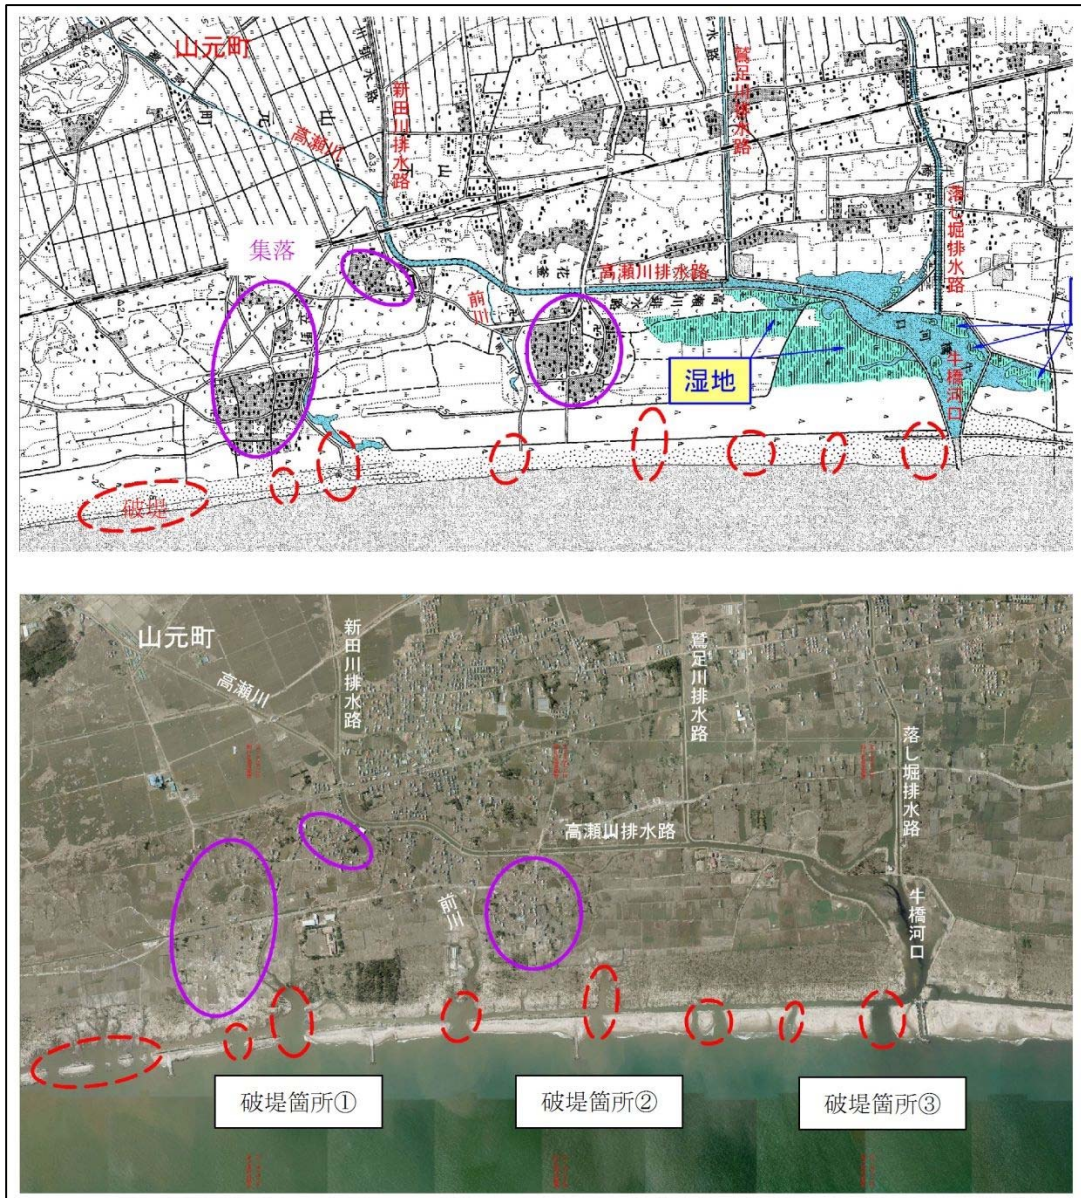 山元町
新田川排水路
鷲足川排水路
高瀬川
落し堀排水路
集落
高瀬川排水路
前川
湿地
牛橋河口
破堤
山元町
新田川排水路
鷲足川排水路
高瀬川
落し堀排水路
高瀬川排水路
前川
牛橋河口
破堤箇所①
破堤箇所②
破堤箇所③